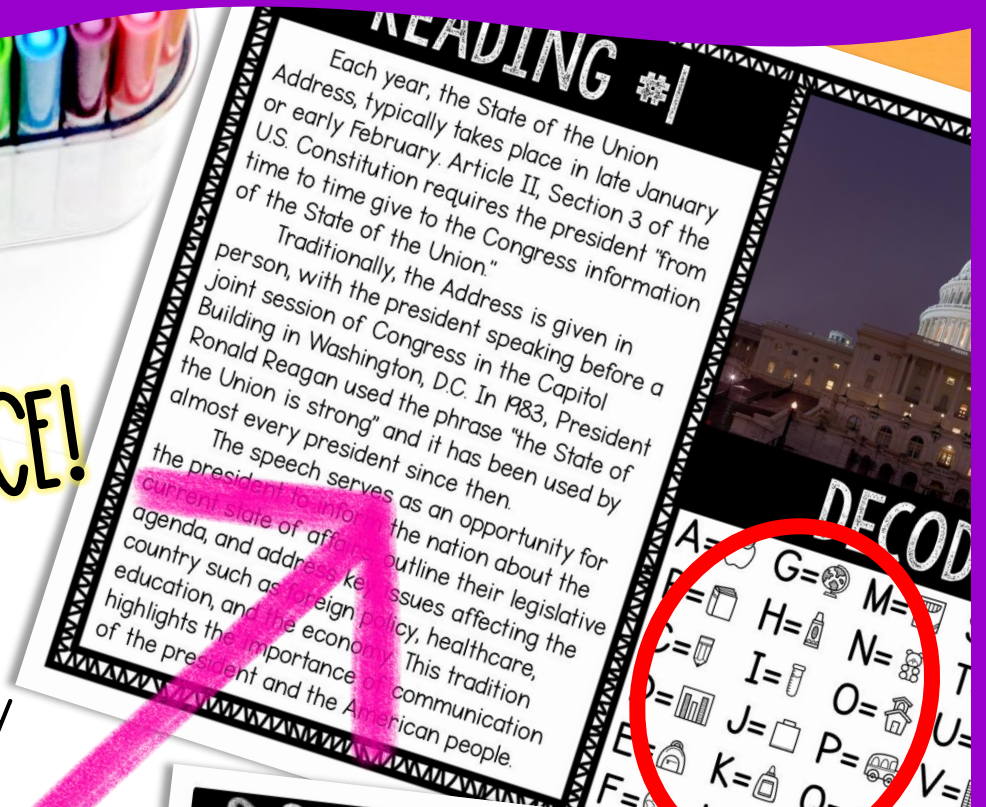 READING #1
Each year, the State of the Union
Address, typically takes place in late January
or early February. Article II, Section 3 of the
U.S. Constitution requires the president "from
time to time give to the Congress information
of the State of the Union."
Traditionally, the Address is given in
person, with the president speaking before a
joint session of Congress in the Capitol
Building in Washington, D.C. In 1983, President
Ronald Reagan used the phrase "the State of
the Union is strong" and it has been used by
almost every president since then.
The speech serves as an opportunity for
the president to inform the nation about the
current state of affairs, outline their legislative
agenda, and address key issues affecting the
country such as foreign policy, healthcare,
education, and the economy. This tradition
highlights the importance of communication
of the president and the American people.
CE!
DECOD
A=
B=
C=
D=
E=
F=
G=
H=
I=
J=
K=
M=
N=
O=
P=
Q=
T
U=
V=